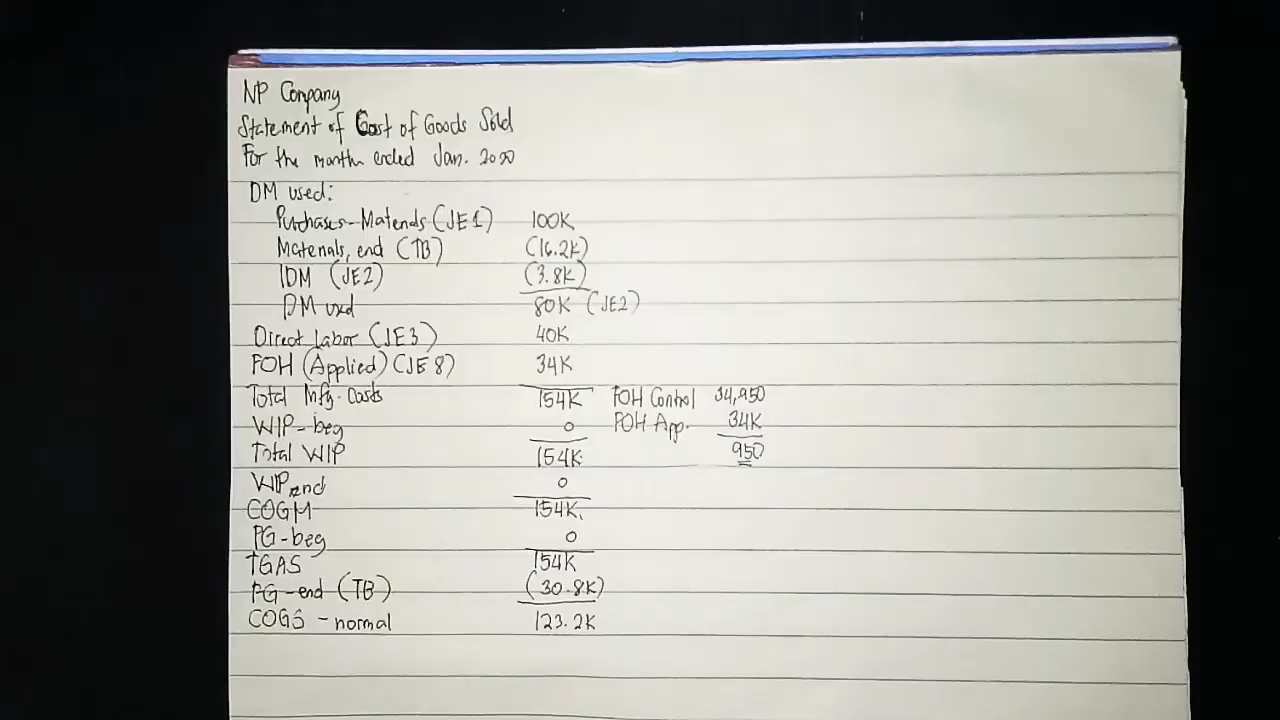 NP Company
Statement of Cost of Goods Sold
For the month ended Jan. 2020
DM used:
Purchases-Materials (JE1) 100K
Materials, end (TB) (16.2K)
IDM (JE2) (3.8K)
DM used 80K (JE2)
Direct Labor (JE3) 40K
FOH (Applied) (JE 8) 34K
Total Mfg. Costs 154K FOH Control 34,950
WIP-beg 0 FOH App. 34K
Total WIP 154K 950
WIP, end 0
COGM 154K
FG-beg 0
TGAS 154K
FG-end (TB) (30.8K)
COGS - normal 123.2K